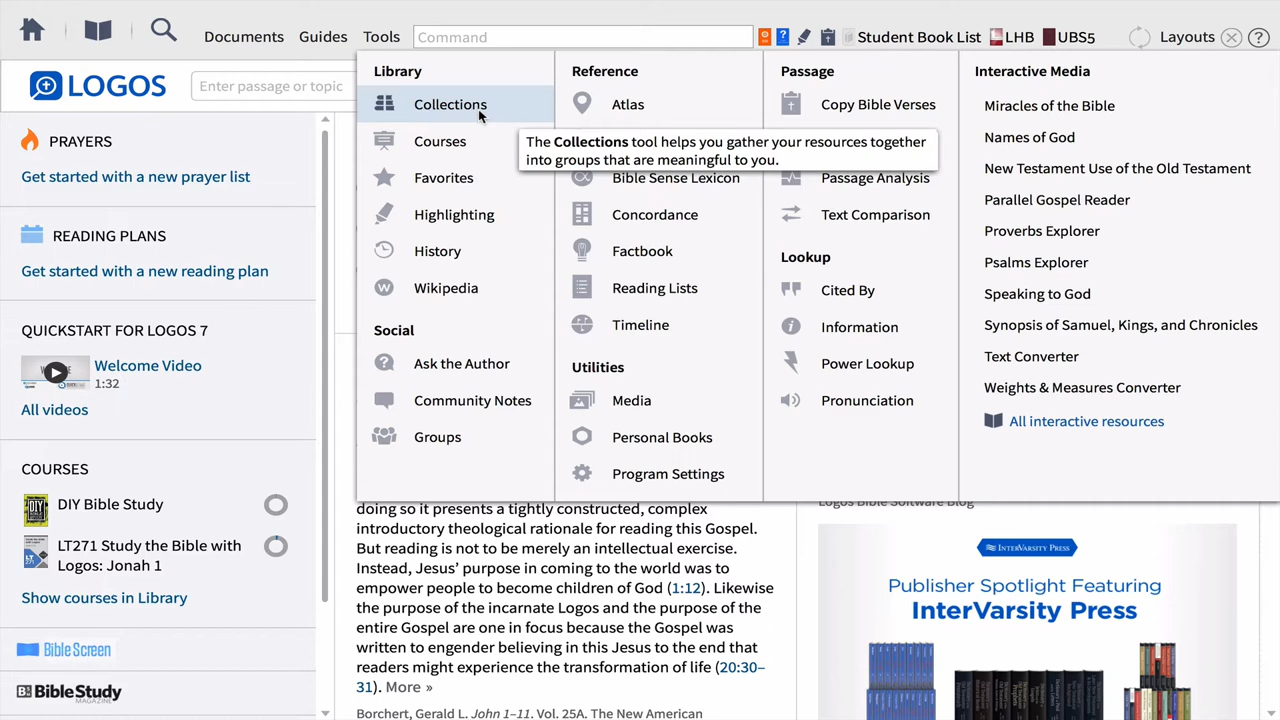 Documents Guides Tools Command Student Book List LHB UBS5 Layouts
LOGOS Enter passage or topic
PRAYERS
Get started with a new prayer list
READING PLANS
Get started with a new reading plan
QUICKSTART FOR LOGOS 7
Welcome Video
1:32
All videos
COURSES
DIY Bible Study
LT271 Study the Bible with
Logos: Jonah 1
Show courses in Library
Bible Screen
BibleStudy
MAGAZINE
Library
Collections
Courses
Favorites
Highlighting
History
Wikipedia
Social
Ask the Author
Community Notes
Groups
Reference
Atlas
The Collections tool helps you gather your resources together
into groups that are meaningful to you.
Bible Sense Lexicon
Concordance
Factbook
Reading Lists
Timeline
Utilities
Media
Personal Books
Program Settings
Passage
Copy Bible Verses
Passage Analysis
Text Comparison
Lookup
Cited By
Information
Power Lookup
Pronunciation
Interactive Media
Miracles of the Bible
Names of God
New Testament Use of the Old Testament
Parallel Gospel Reader
Proverbs Explorer
Psalms Explorer
Speaking to God
Synopsis of Samuel, Kings, and Chronicles
Text Converter
Weights & Measures Converter
All interactive resources
doing so it presents a tightly constructed, complex
introductory theological rationale for reading this Gospel.
But reading is not to be merely an intellectual exercise.
Instead, Jesus’ purpose in coming to the world was to
empower people to become children of God (1:12). Likewise
the purpose of the incarnate Logos and the purpose of the
entire Gospel are one in focus because the Gospel was
written to engender believing in this Jesus to the end that
readers might experience the transformation of life (20:30–
31). More »
Borchert, Gerald L. John 1–11. Vol. 25A. The New American
Logos Bible Software Blog
InterVarsity Press
Publisher Spotlight Featuring
InterVarsity Press